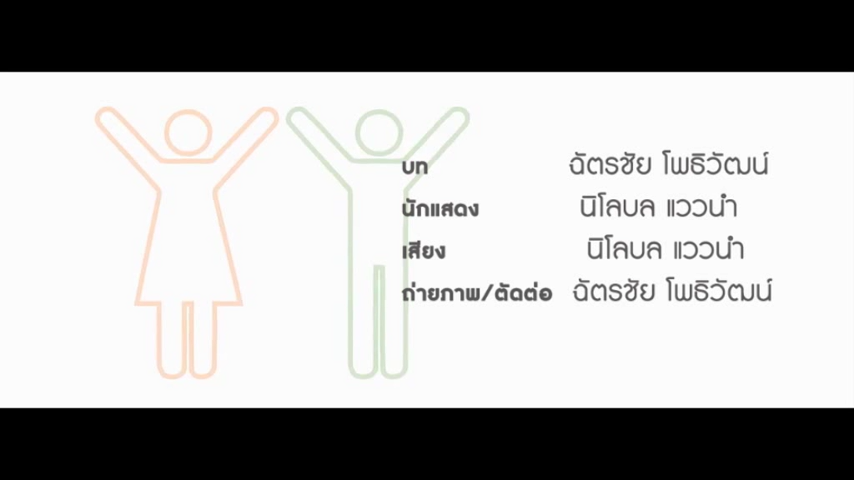 บท ฉัตรชัย โพธิวัฒน์
นักแสดง นิโลบล แววนำ
เสียง นิโลบล แววนำ
ถ่ายภาพ/ตัดต่อ ฉัตรชัย โพธิวัฒน์